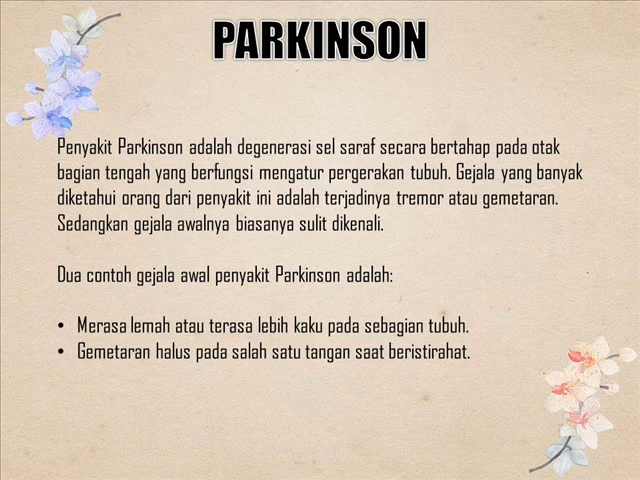 PARKINSON
Penyakit Parkinson adalah degenerasi sel saraf secara bertahap pada otak
bagian tengah yang berfungsi mengatur pergerakan tubuh. Gejala yang banyak
diketahui orang dari penyakit ini adalah terjadinya tremor atau gemetaran.
Sedangkan gejala awalnya biasanya sulit dikenali.
Dua contoh gejala awal penyakit Parkinson adalah:
• Merasa lemah atau terasa lebih kaku pada sebagian tubuh.
• Gemetaran halus pada salah satu tangan saat beristirahat.